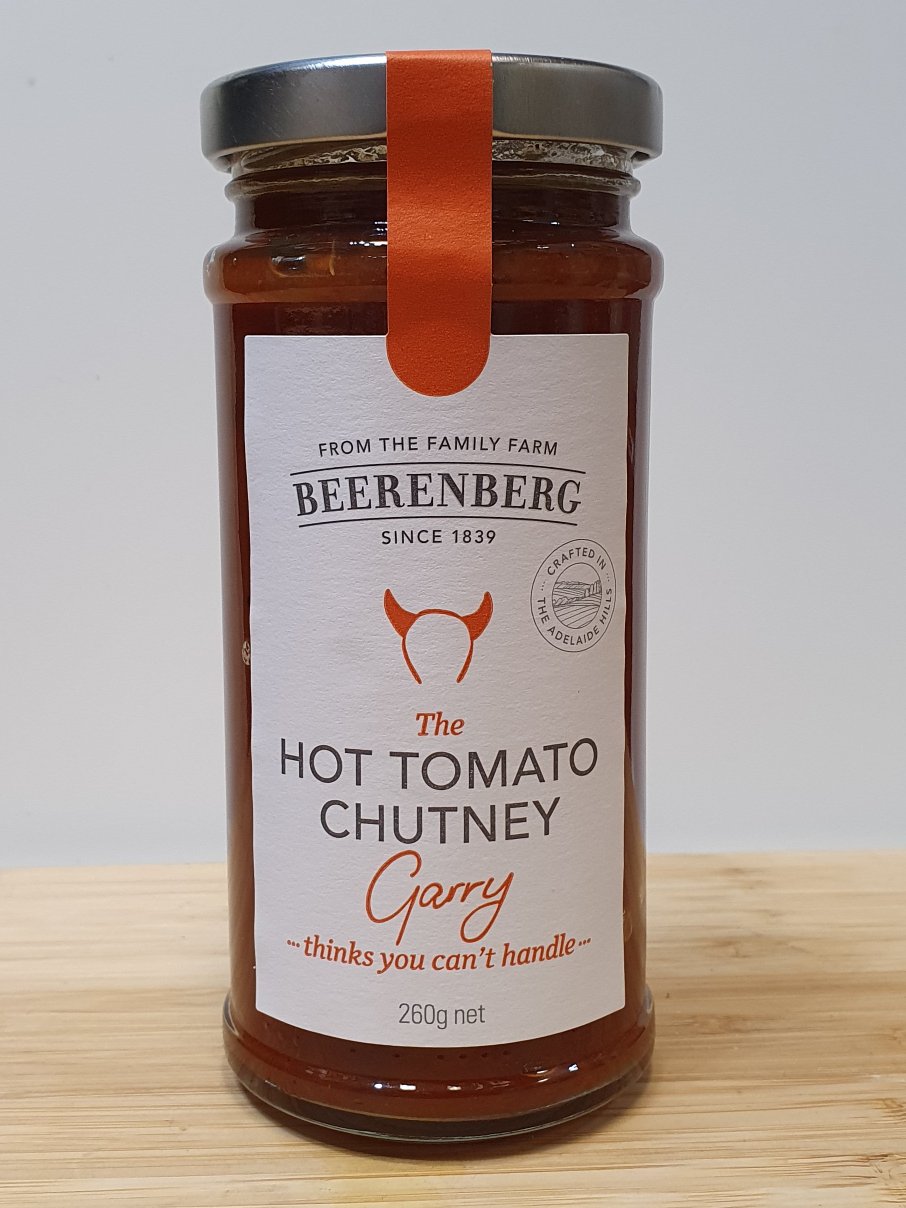 FROM THE FAMILY FARM
BEERENBERG
SINCE 1839
CRAFTED IN
THE ADELAIDE HILLS
The
HOT TOMATO
CHUTNEY
Garry
...thinks you can't handle...
260g net